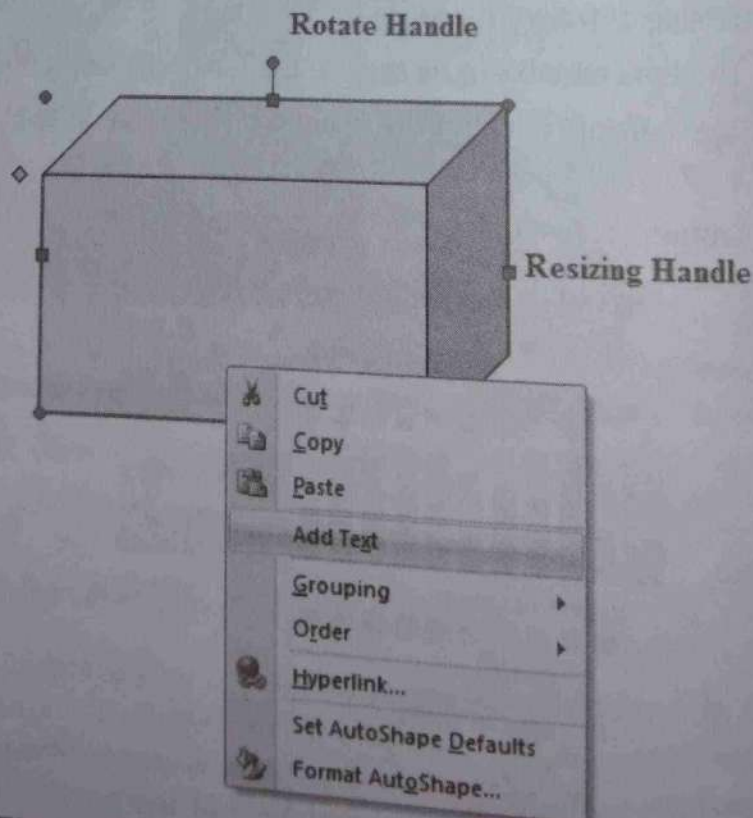 Rotate Handle
Resizing Handle
Cut
Copy
Paste
Add Text
Grouping
Order
Hyperlink...
Set AutoShape Defaults
Format AutoShape...